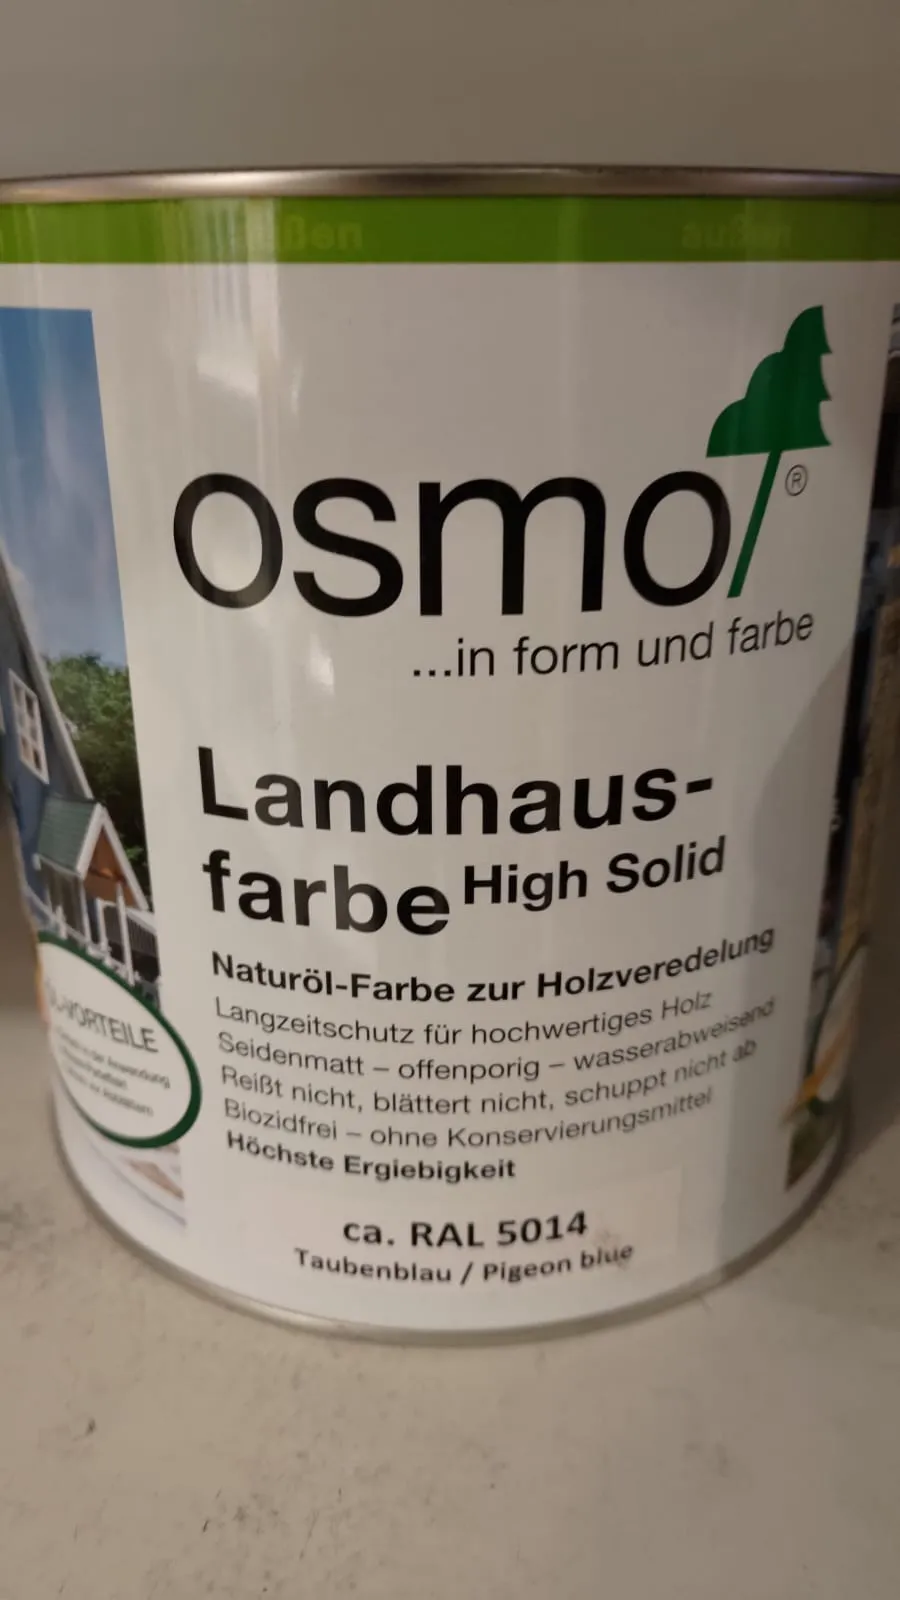 außen
osmo
®
...in form und farbe
Landhaus-
farbe High Solid
Naturöl-Farbe zur Holzveredelung
Langzeitschutz für hochwertiges Holz
Seidenmatt – offenporig – wasserabweisend
Reißt nicht, blättert nicht, schuppt nicht ab
Biozidfrei – ohne Konservierungsmittel
Höchste Ergiebigkeit
VORTEILE
ca. RAL 5014
Taubenblau / Pigeon blue